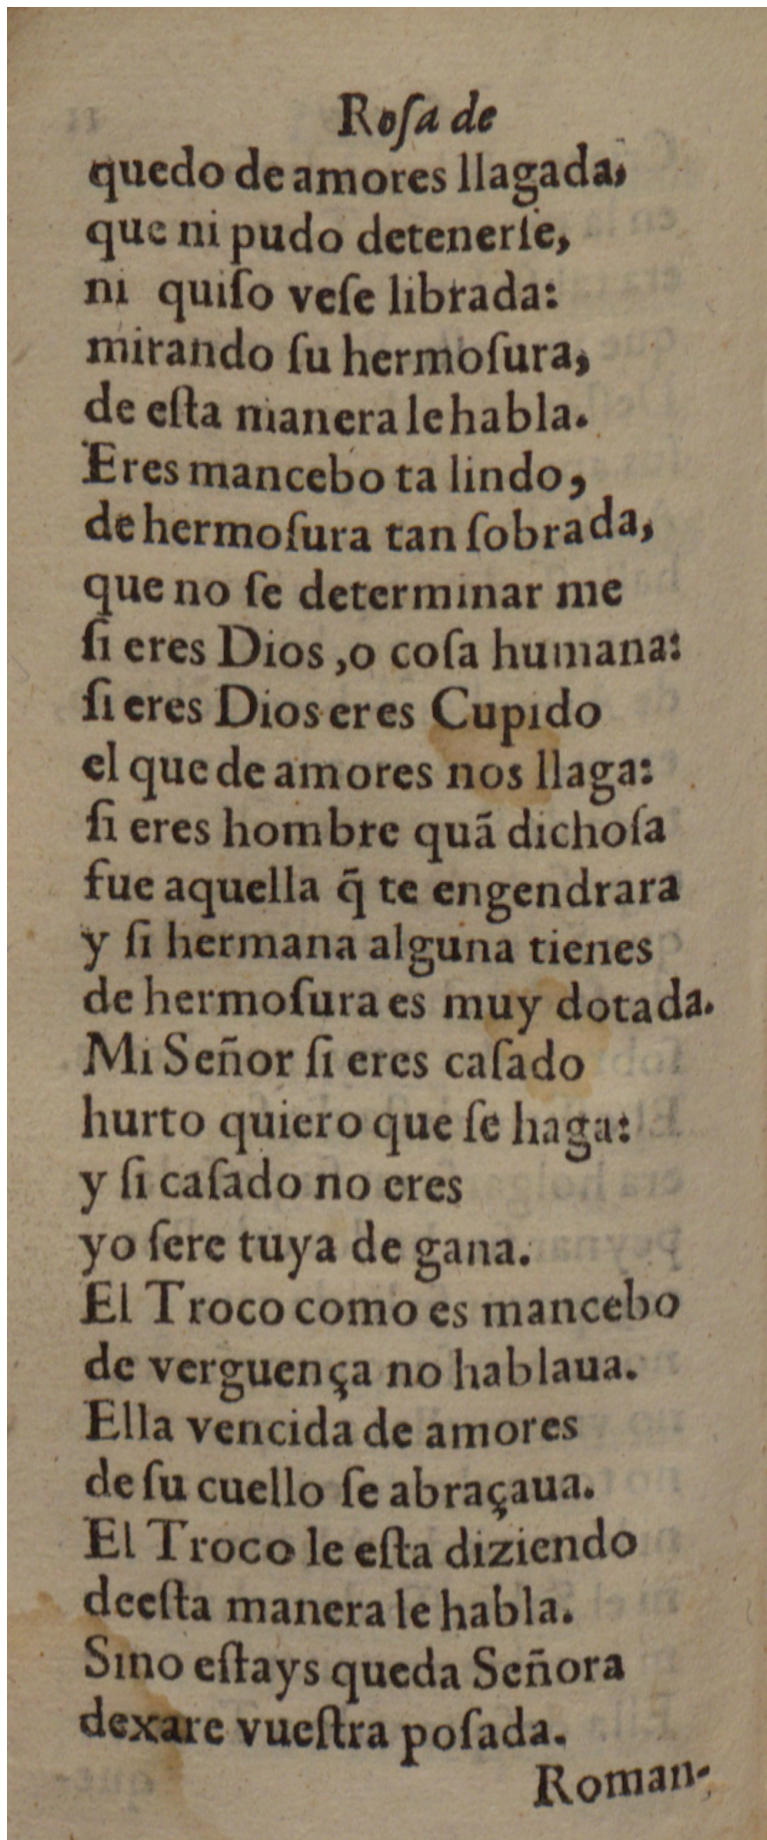 Roſa de
quedo de amores llagada,
que ni pudo detenerſe,
ni quiſo veſe librada:
mirando ſu hermoſura,
de eſta manera le habla.
Eres mancebo ta lindo,
de hermoſura tan ſobrada,
que no ſe determinar me
ſi eres Dios ,o coſa humana:
ſi eres Dios eres Cupido
el que de amores nos llaga:
ſi eres hombre quã dichoſa
fue aquella q̃ te engendrara
y ſi hermana alguna tienes
de hermoſura es muy dotada.
Mi Señor ſi eres caſado
hurto quiero que ſe haga:
y ſi caſado no eres
yo ſere tuya de gana.
El Troco como es mancebo
de verguença no hablaua.
Ella vencida de amores
de ſu cuello ſe abraçaua.
El Troco le eſta diziendo
deeſta manera le habla.
Sino eſtays queda Señora
dexare vueſtra poſada.
Roman-